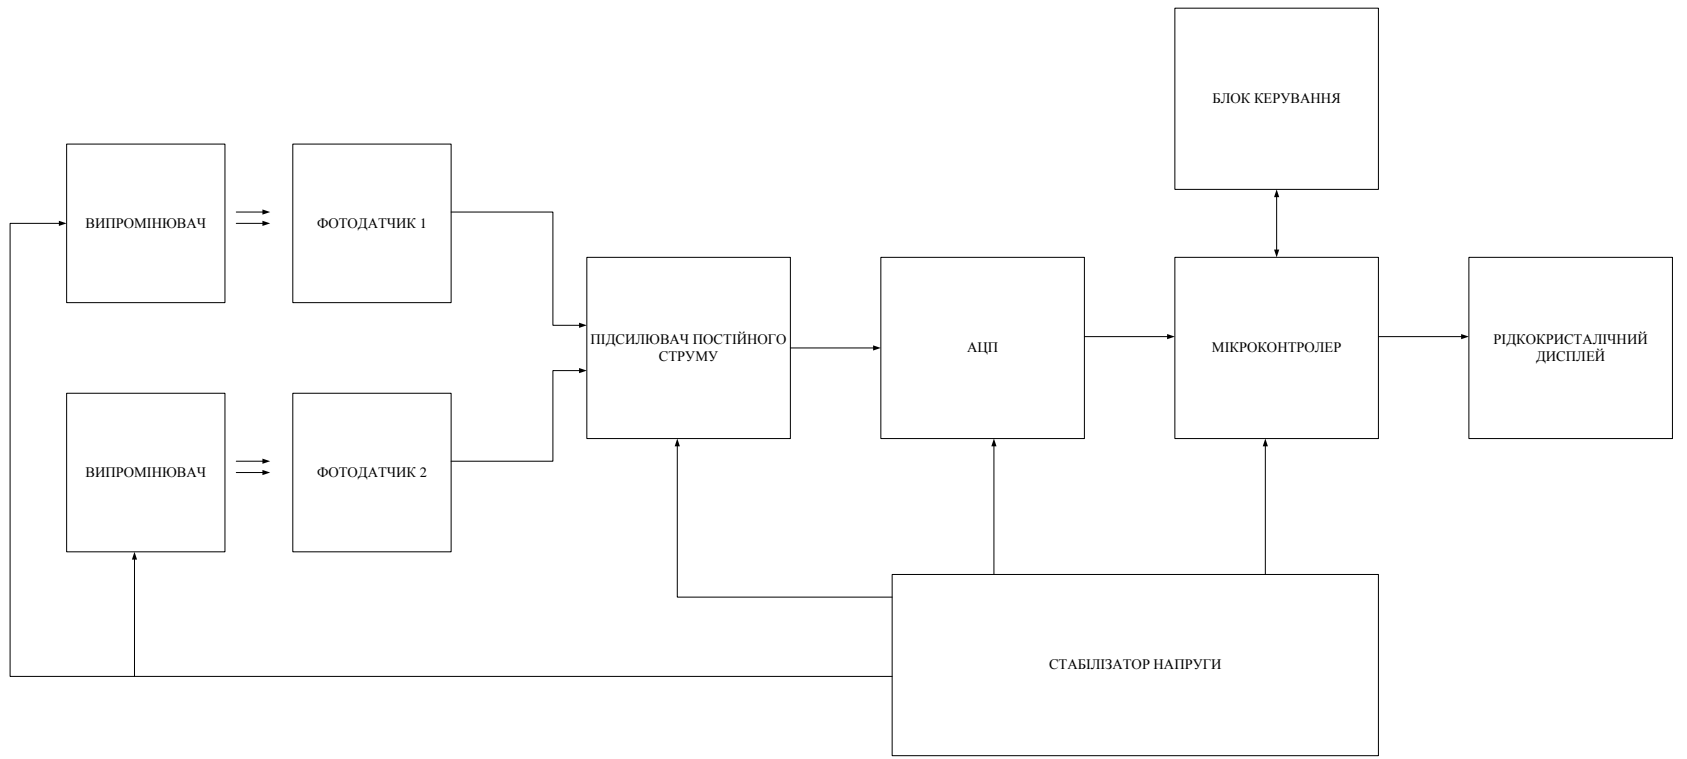 БЛОК КЕРУВАННЯ
ВИПРОМІНЮВАЧ
ФОТОДАТЧИК 1
ПІДСИЛЮВАЧ ПОСТІЙНОГО
СТРУМУ
АЦП
МІКРОКОНТРОЛЕР
РІДКОКРИСТАЛІЧНИЙ
ДИСПЛЕЙ
ВИПРОМІНЮВАЧ
ФОТОДАТЧИК 2
СТАБІЛІЗАТОР НАПРУГИ